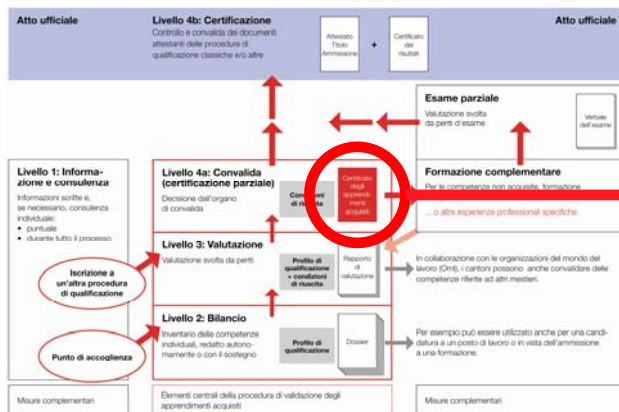 Atto ufficiale
Livello 4b: Certificazione
Controllo e convalida dei documenti
attestanti delle procedure di
qualificazione classiche e/o altre
Attestato
Titolo
Ammissione
+
Certificato
dei
risultati
Atto ufficiale
Esame parziale
Valutazione svolta
da periti d'esame
Verbale
dell'esame
Livello 1: Informa-
zione e consulenza
Informazioni scritte e,
se necessario, consulenza
individuale:
• puntuale
• durante tutto il processo
Iscrizione a
un'altra procedura
di qualificazione
Punto di accoglienza
Misure complementari
Livello 4a: Convalida
(certificazione parziale)
Decisione dall'organo
di convalida
di riuscita
Certificato
degli
apprendi-
menti
acquisiti
Livello 3: Valutazione
Valutazione svolta da periti
Profilo di
qualificazione
+ condizioni
di riuscita
Rapporto
di
valutazione
Livello 2: Bilancio
Inventario delle competenze
individuali, redatto autono-
mamente o con il sostegno
Profilo di
qualificazione
Dossier
Elementi centrali della procedura di validazione degli
apprendimenti acquisiti
Formazione complementare
Per le competenze non acquisite, formazione
... o altre esperienze professionali specifiche.
In collaborazione con le organizzazioni del mondo del
lavoro (Oml), i cantoni possono anche convalidare delle
competenze riferite ad altri mestieri.
Per esempio può essere utilizzato anche per una candi-
datura a un posto di lavoro o in vista dell'ammissione
a una formazione.
Misure complementari